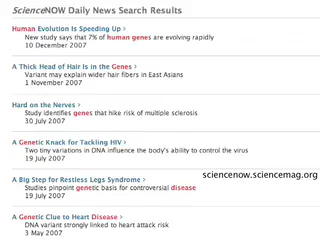 ScienceNOW Daily News Search Results
Human Evolution Is Speeding Up >
New study says that 7% of human genes are evolving rapidly
10 December 2007
A Thick Head of Hair Is in the Genes >
Variant may explain wider hair fibers in East Asians
1 November 2007
Hard on the Nerves >
Study identifies genes that hike risk of multiple sclerosis
30 July 2007
A Genetic Knack for Tackling HIV >
Two tiny variations in DNA influence the body's ability to control the virus
19 July 2007
sciencenow.sciencemag.org
A Big Step for Restless Legs Syndrome >
Studies pinpoint genetic basis for controversial disease
19 July 2007
A Genetic Clue to Heart Disease >
DNA variant strongly linked to heart attack risk
3 May 2007